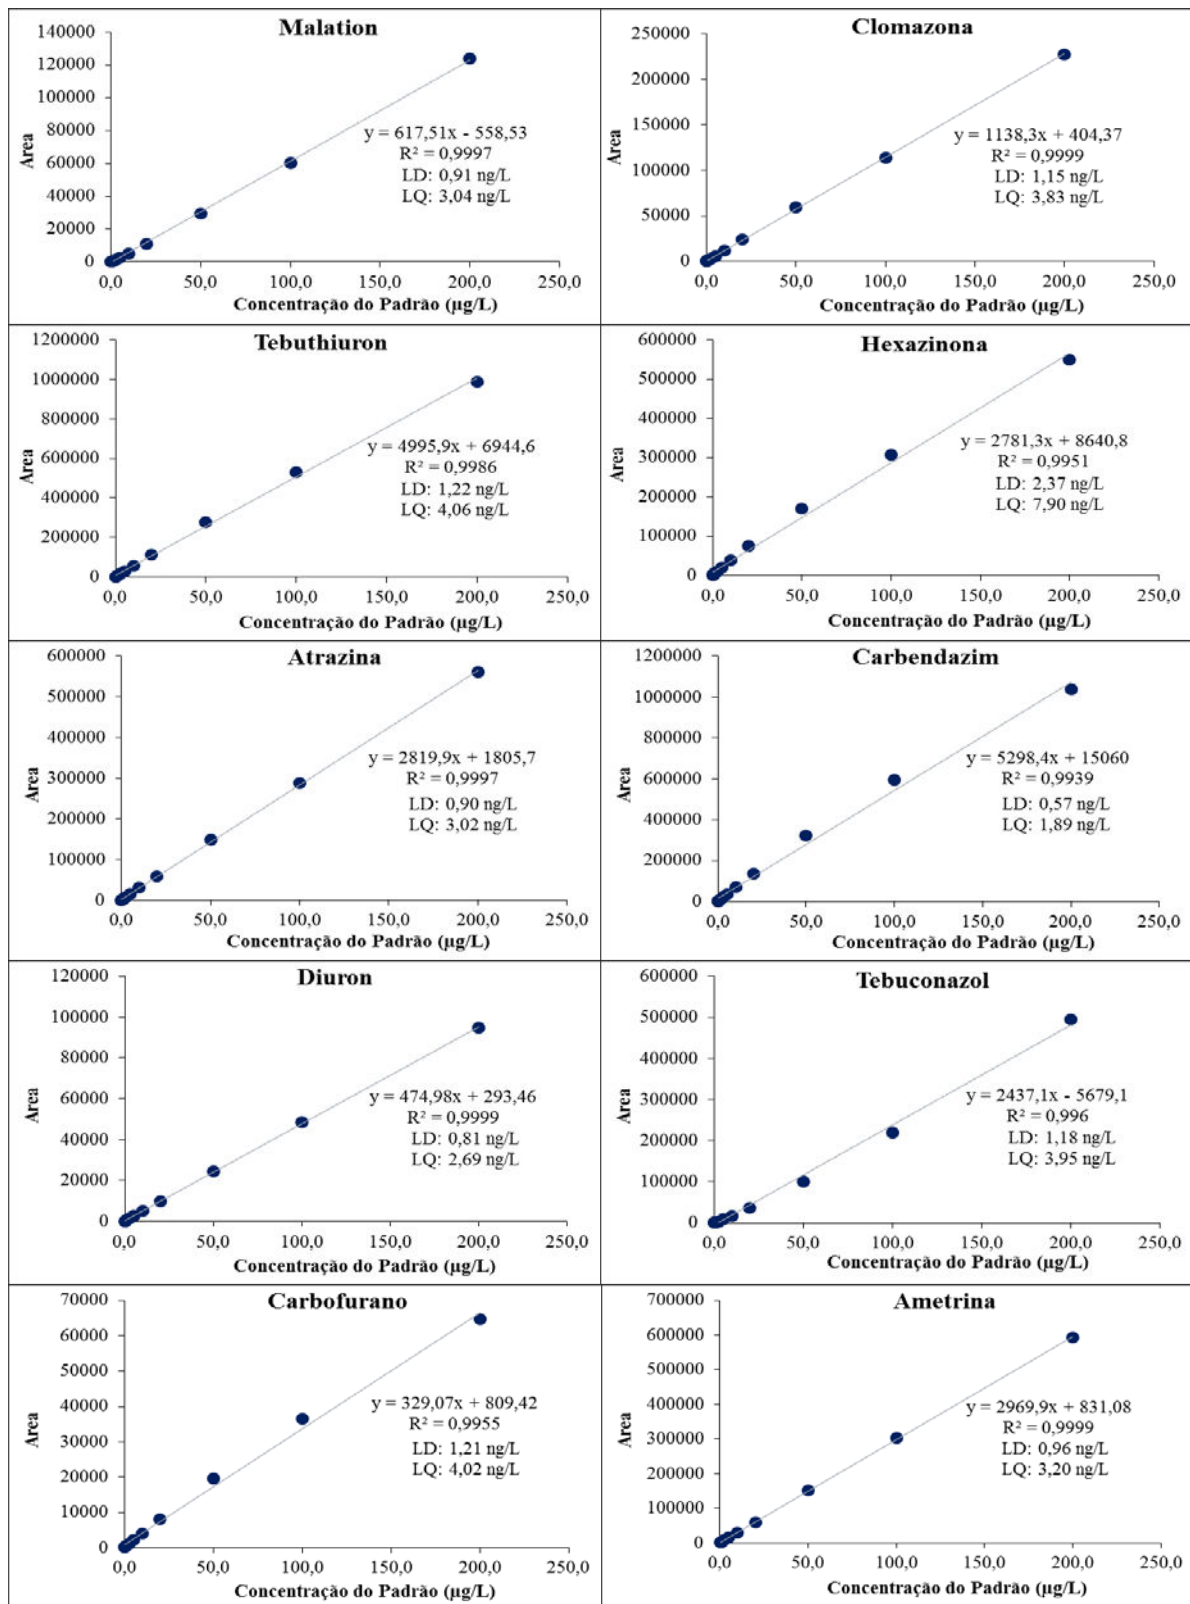 Malation
140000
120000
100000
80000
60000
40000
20000
0
Area
y = 617,51x - 558,53
R² = 0,9997
LD: 0,91 ng/L
LQ: 3,04 ng/L
0,0 50,0 100,0 150,0 200,0 250,0
Concentração do Padrão (µg/L)
Clomazona
250000
200000
150000
100000
50000
0
Area
y = 1138,3x + 404,37
R² = 0,9999
LD: 1,15 ng/L
LQ: 3,83 ng/L
0,0 50,0 100,0 150,0 200,0 250,0
Concentração do Padrão (µg/L)
Tebuthiuron
1200000
1000000
800000
600000
400000
200000
0
Area
y = 4995,9x + 6944,6
R² = 0,9986
LD: 1,22 ng/L
LQ: 4,06 ng/L
0,0 50,0 100,0 150,0 200,0 250,0
Concentração do Padrão (µg/L)
Hexazinona
600000
500000
400000
300000
200000
100000
0
Area
y = 2781,3x + 8640,8
R² = 0,9951
LD: 2,37 ng/L
LQ: 7,90 ng/L
0,0 50,0 100,0 150,0 200,0 250,0
Concentração do Padrão (µg/L)
Atrazina
600000
500000
400000
300000
200000
100000
0
Area
y = 2819,9x + 1805,7
R² = 0,9997
LD: 0,90 ng/L
LQ: 3,02 ng/L
0,0 50,0 100,0 150,0 200,0 250,0
Concentração do Padrão (µg/L)
Carbendazim
1200000
1000000
800000
600000
400000
200000
0
Area
y = 5298,4x + 15060
R² = 0,9939
LD: 0,57 ng/L
LQ: 1,89 ng/L
0,0 50,0 100,0 150,0 200,0 250,0
Concentração do Padrão (µg/L)
Diuron
120000
100000
80000
60000
40000
20000
0
Area
y = 474,98x + 293,46
R² = 0,9999
LD: 0,81 ng/L
LQ: 2,69 ng/L
0,0 50,0 100,0 150,0 200,0 250,0
Concentração do Padrão (µg/L)
Tebuconazol
600000
500000
400000
300000
200000
100000
0
Area
y = 2437,1x - 5679,1
R² = 0,996
LD: 1,18 ng/L
LQ: 3,95 ng/L
0,0 50,0 100,0 150,0 200,0 250,0
Concentração do Padrão (µg/L)
Carbofurano
70000
60000
50000
40000
30000
20000
10000
0
Area
y = 329,07x + 809,42
R² = 0,9955
LD: 1,21 ng/L
LQ: 4,02 ng/L
0,0 50,0 100,0 150,0 200,0 250,0
Concentração do Padrão (µg/L)
Ametrina
700000
600000
500000
400000
300000
200000
100000
0
Area
y = 2969,9x + 831,08
R² = 0,9999
LD: 0,96 ng/L
LQ: 3,20 ng/L
0,0 50,0 100,0 150,0 200,0 250,0
Concentração do Padrão (µg/L)